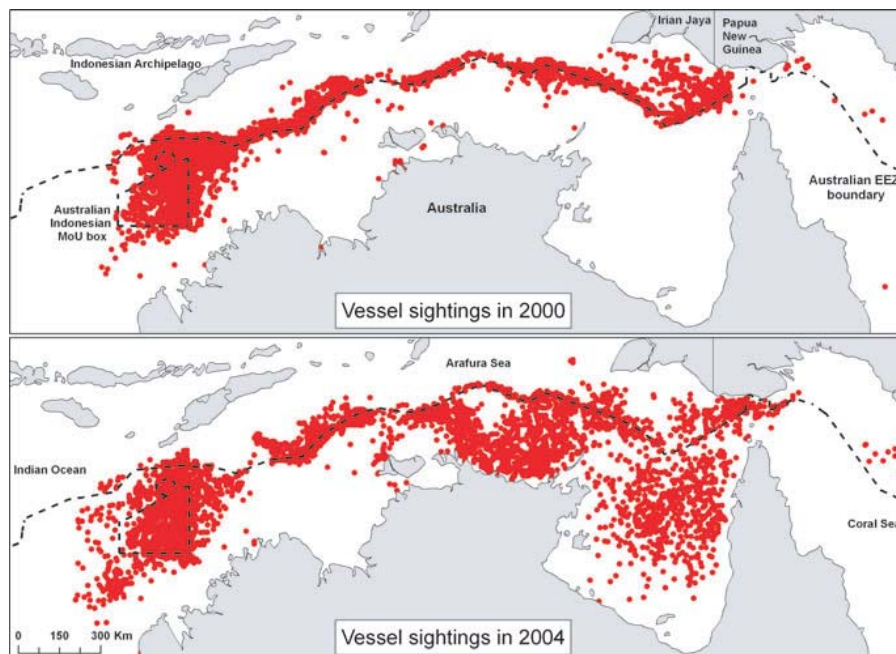 Irian Jaya
Papua
New
Guinea
Indonesian Archipelago
Australian
Indonesian
MoU box
Australia
Australian EEZ
boundary
Vessel sightings in 2000
Arafura Sea
Indian Ocean
Coral Sea
0 150 300 Km
Vessel sightings in 2004